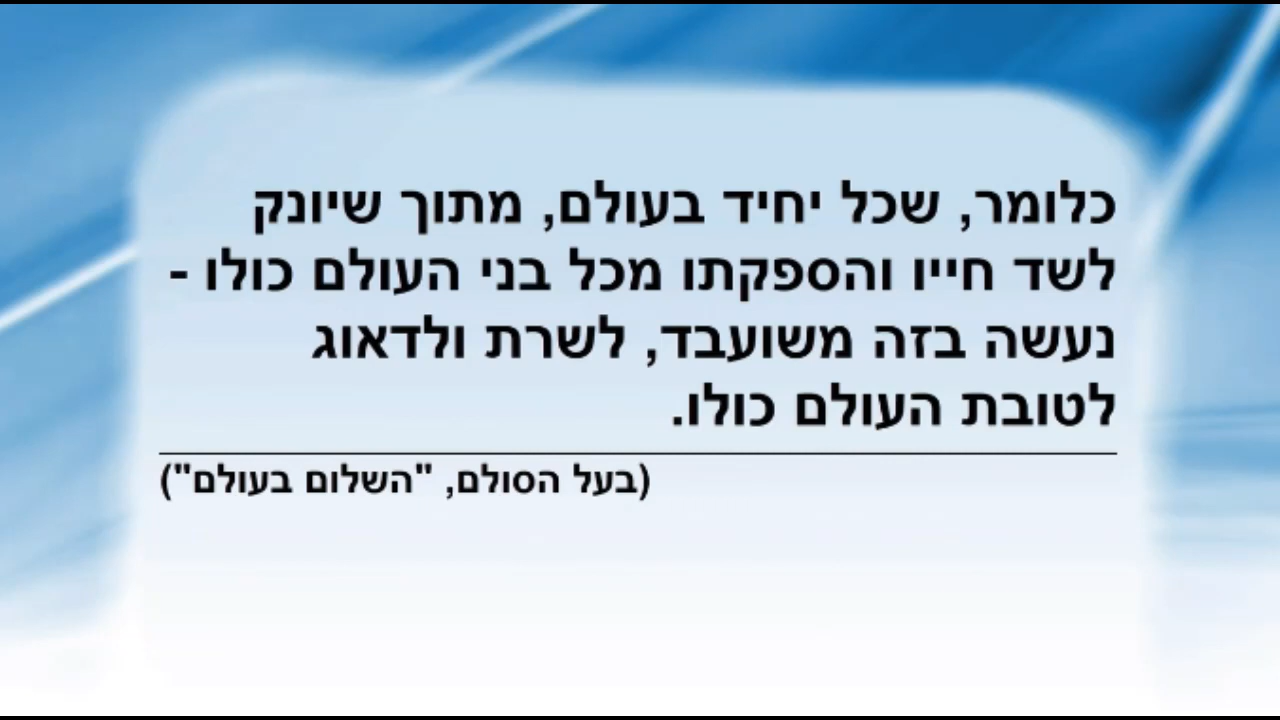 כלומר, שכל יחיד בעולם, מתוך שיונק
לשד חייו והספקתו מכל בני העולם כולו -
נעשה בזה משועבד, לשרת ולדאוג
לטובת העולם כולו.
(בעל הסולם, "השלום בעולם")